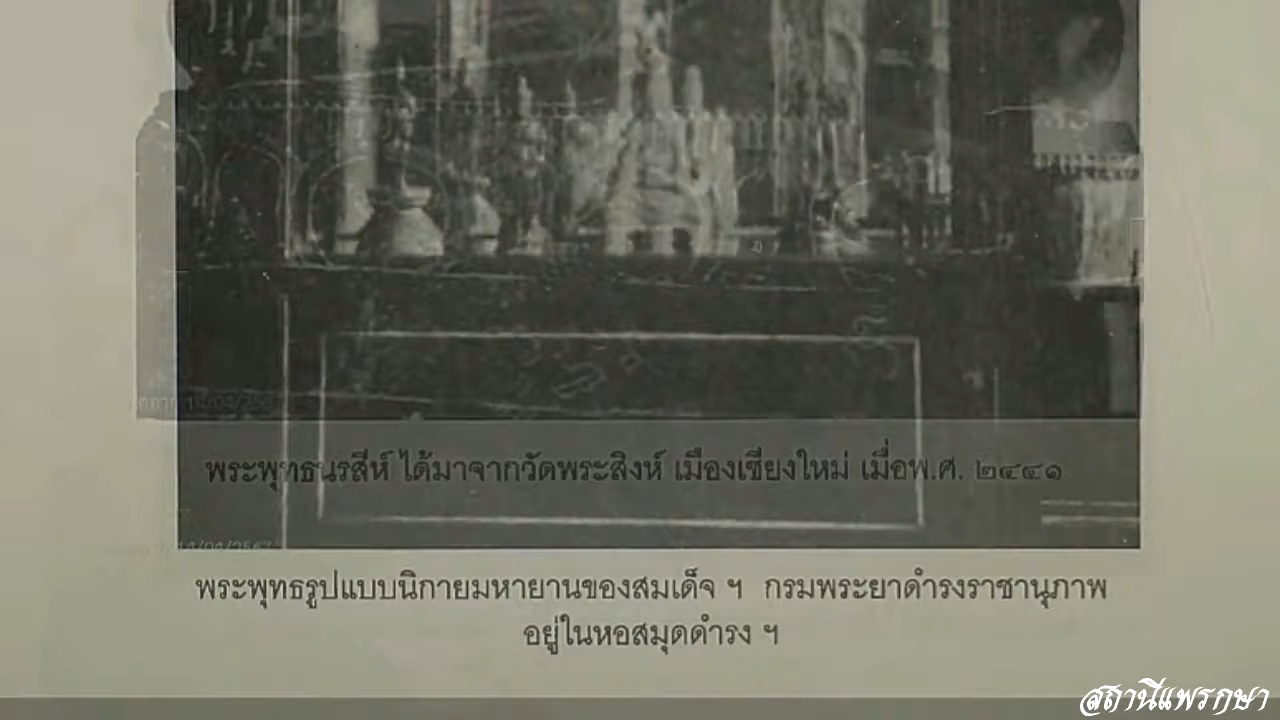 พระพุทธนรสีห์ ได้มาจากวัดพระสิงห์ เมืองเชียงใหม่ เมื่อพ.ศ. ๒๔๔๑
14/04/2567
พระพุทธรูปแบบนิกายมหายานของสมเด็จ ฯ กรมพระยาดำรงราชานุภาพ
อยู่ในหอสมุดดำรง ฯ
สถานีแพรกษา